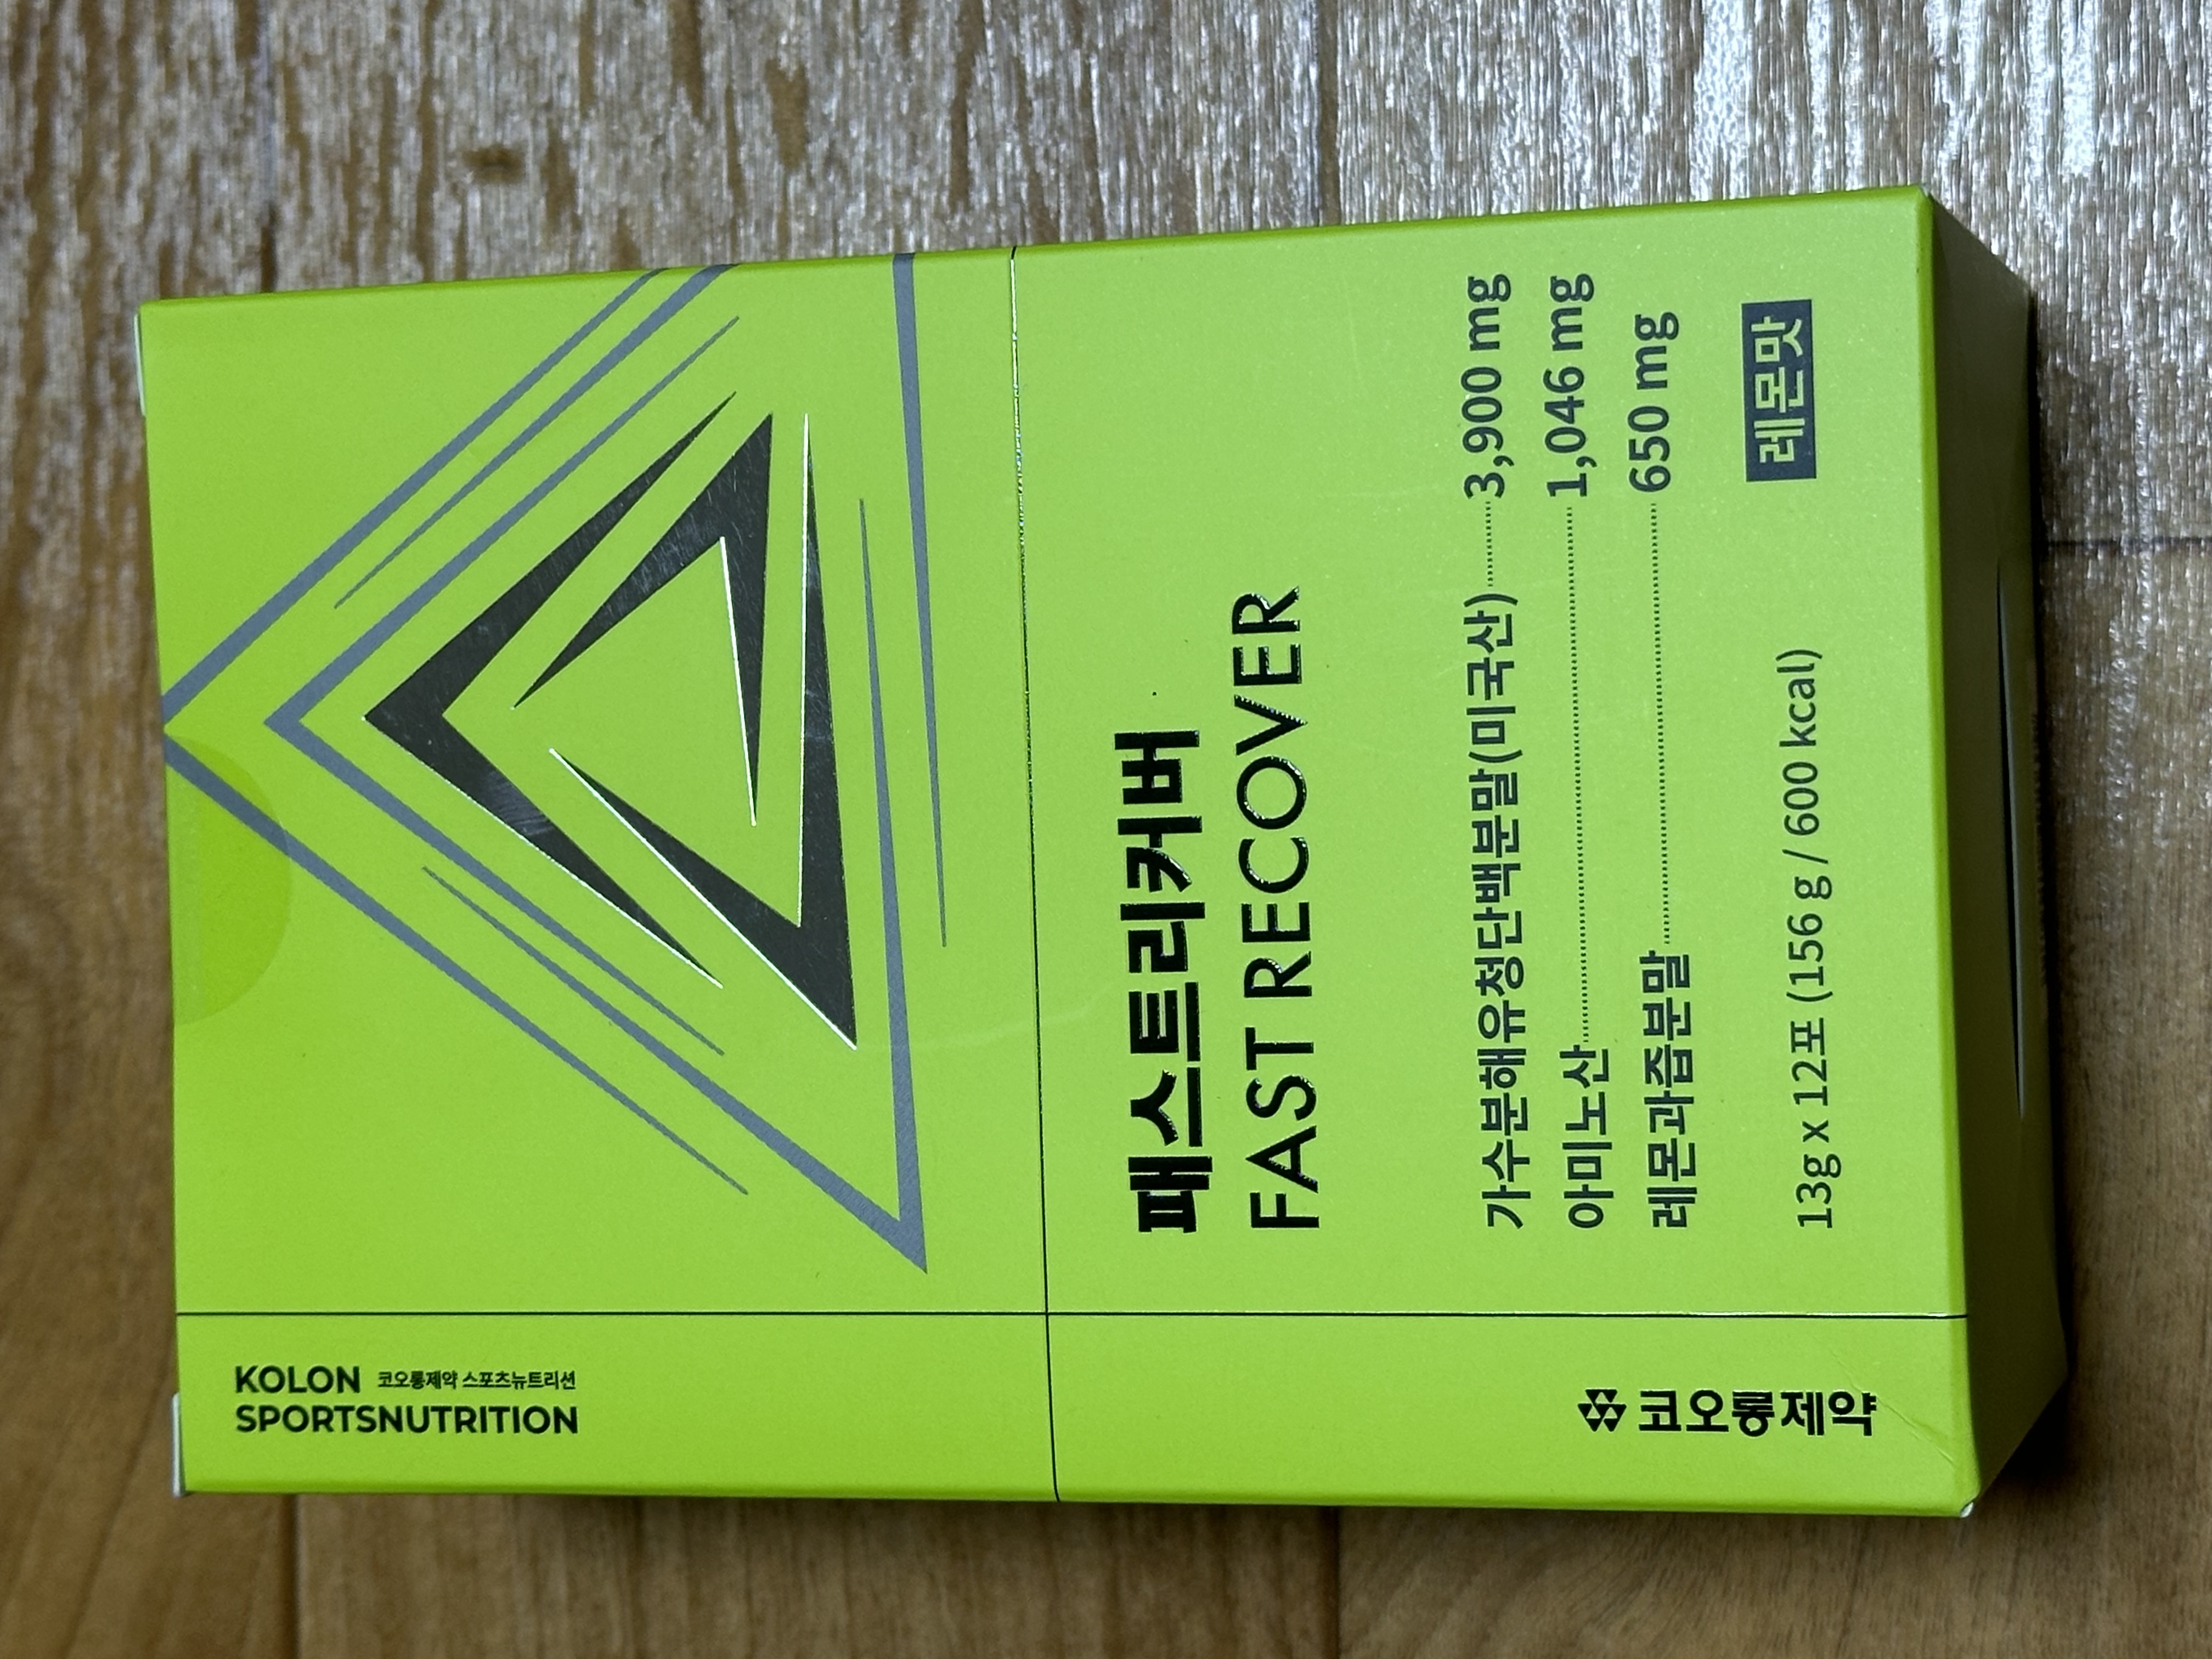 KOLON 코오롱제약 스포츠뉴트리션
SPORTSNUTRITION
패스트리커버
FAST RECOVER
가수분해유청단백분말(미국산) 3,900 mg
아미노산 1,046 mg
레몬과즙분말 650 mg
13g x 12포 (156 g / 600 kcal)
레몬맛
코오롱제약